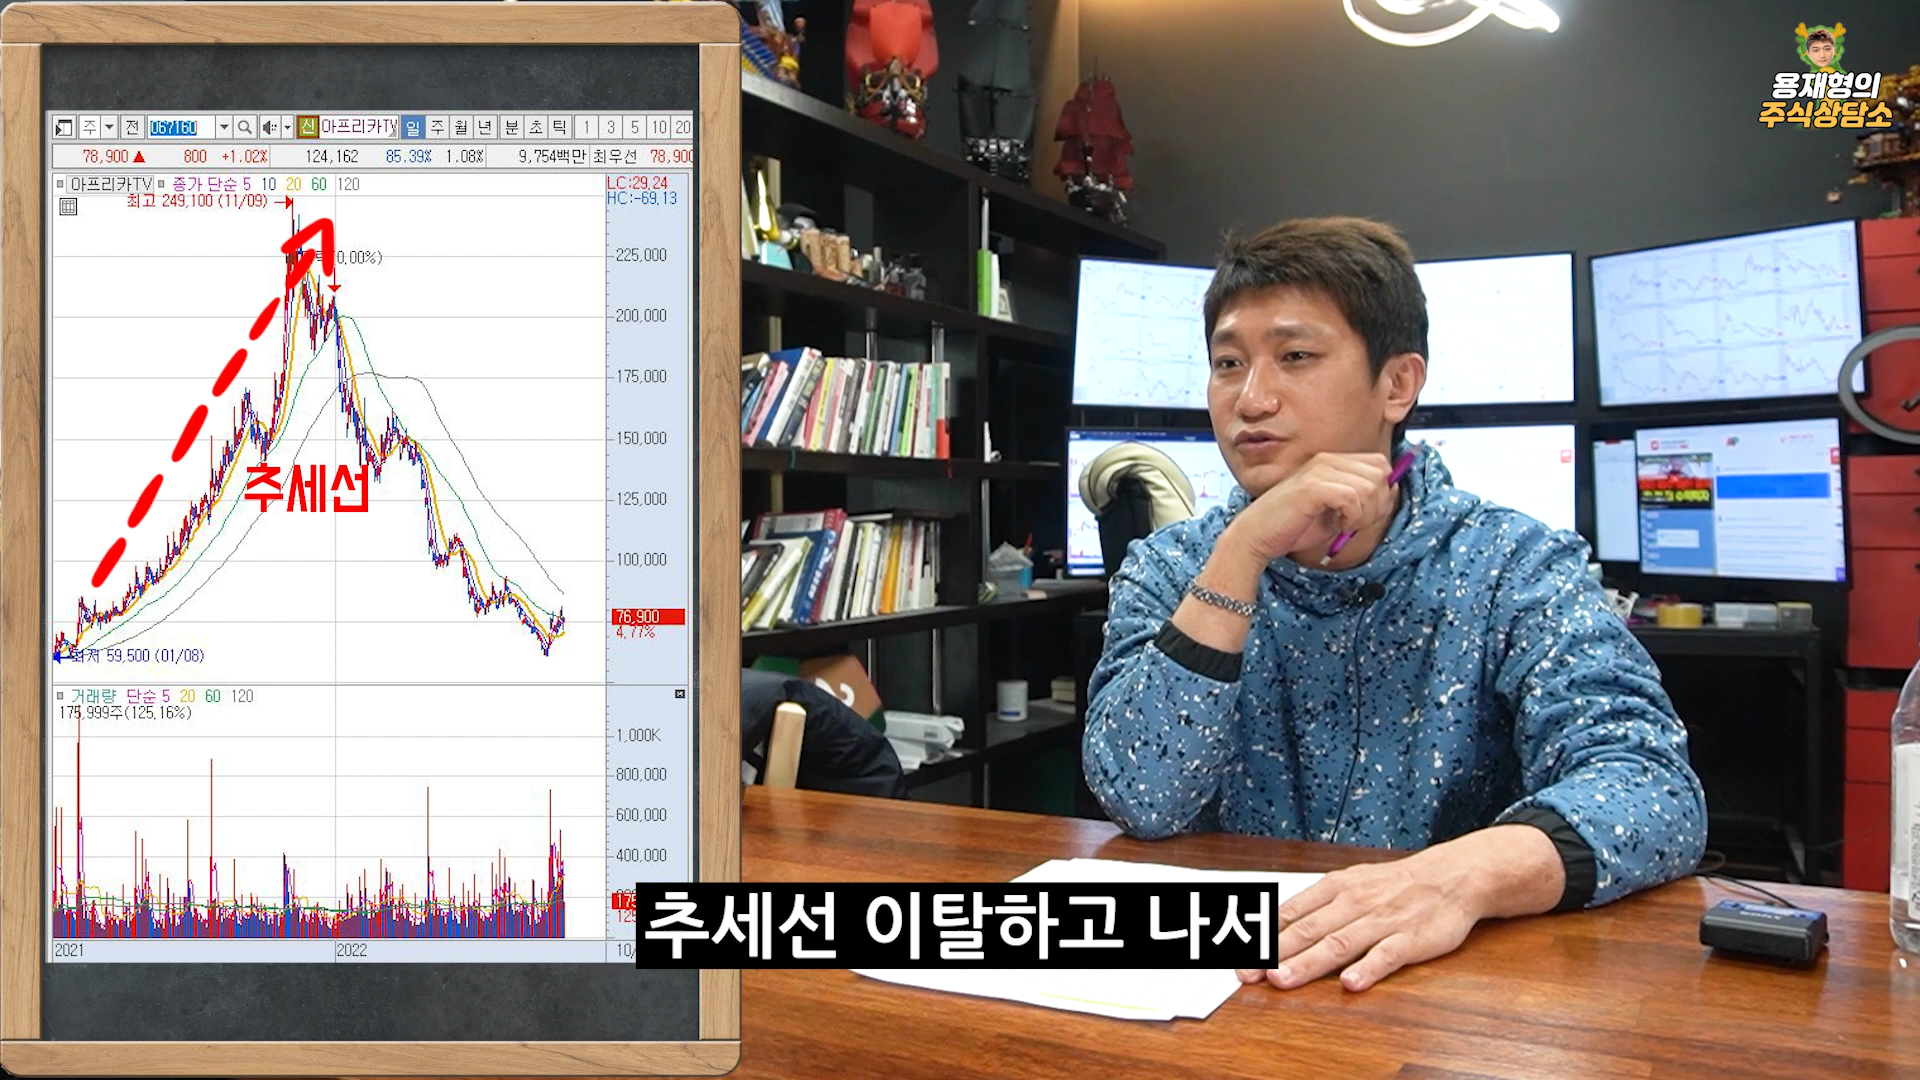 용재형의
주식상담소
주 전 067160 신 아프리카TV 일 주 월 년 분 초 틱 1 3 5 10 20
78,900 ▲ 800 +1.02% 124,162 85.39% 1.08% 9,754백만 최우선 78,900
아프리카TV 종가 단순 5 10 20 60 120
LC:29.24
HC:-69.13
최고 249,100 (11/09)
0.00%)
225,000
200,000
175,000
150,000
추세선
125,000
100,000
76,900
4.77%
최저 59,500 (01/08)
거래량 단순 5 20 60 120
175,999주(125.16%)
1,000K
800,000
600,000
400,000
2021 2022 10/
추세선 이탈하고 나서